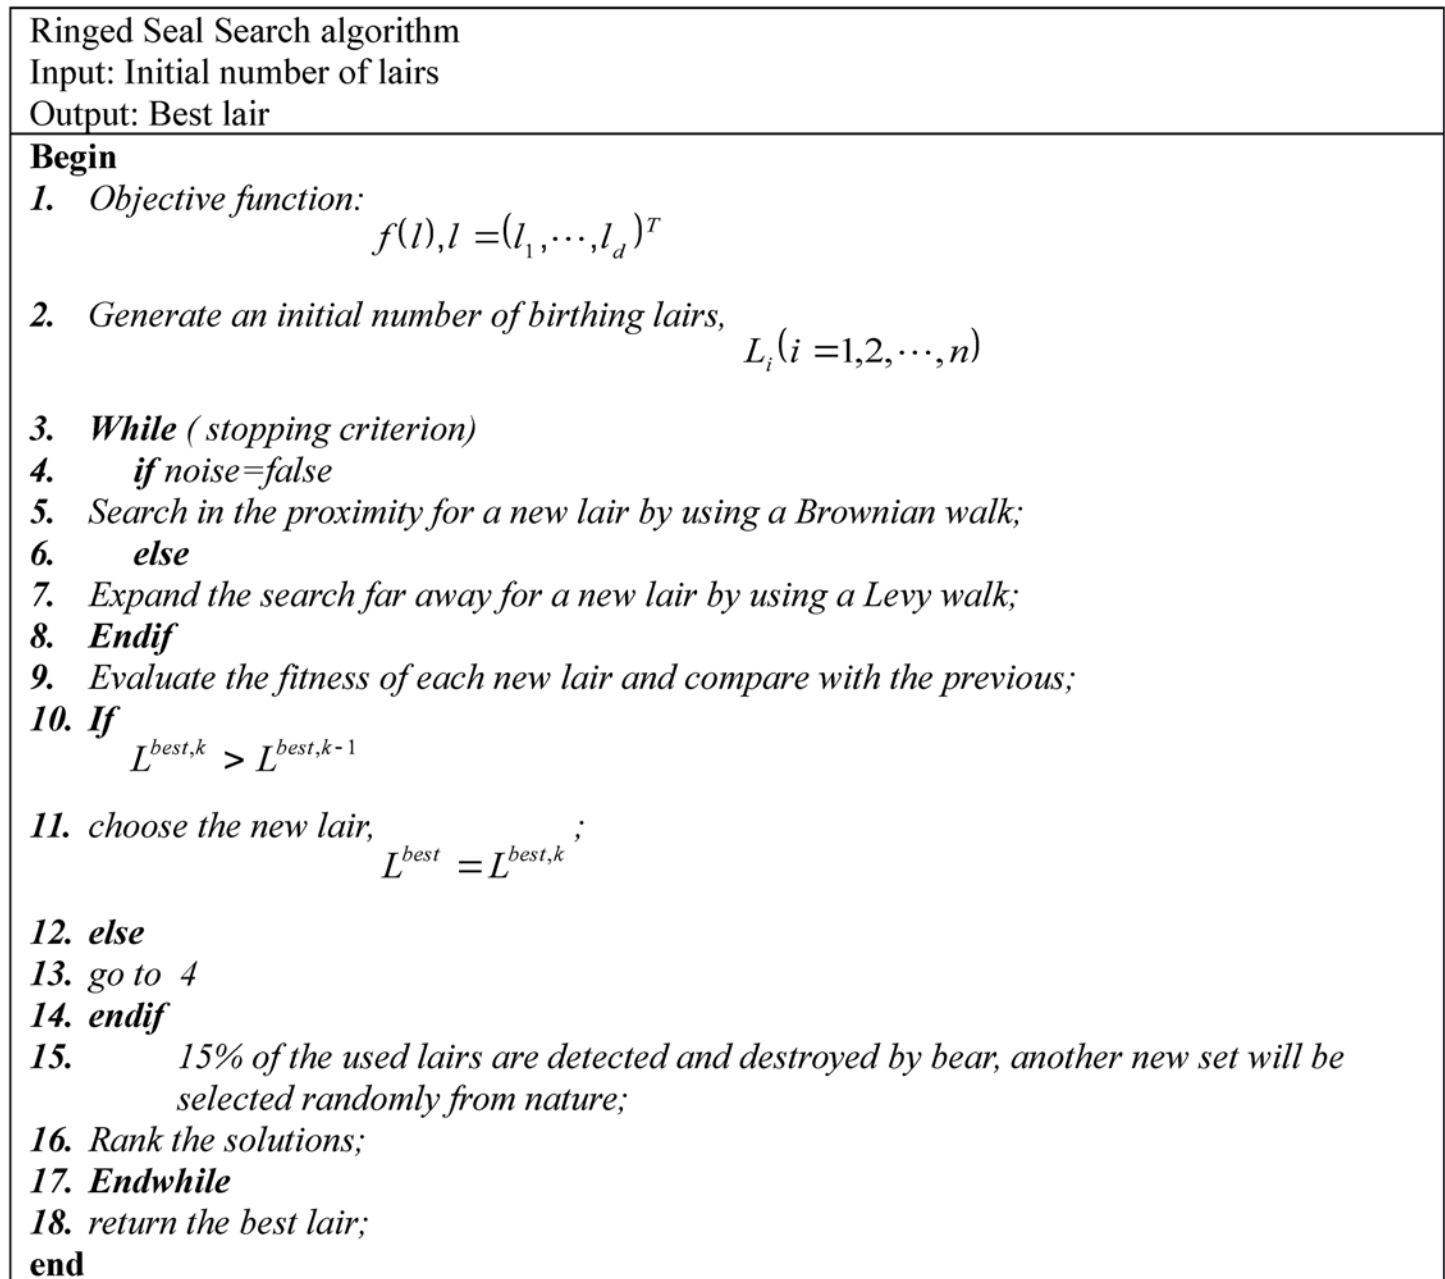 Ringed Seal Search algorithm
Input: Initial number of lairs
Output: Best lair
Begin
1. Objective function:
f(l), l =(l₁,⋯,l_d)ᵀ
2. Generate an initial number of birthing lairs,
L_i(i =1,2,⋯,n)
3. While ( stopping criterion)
4. if noise=false
5. Search in the proximity for a new lair by using a Brownian walk;
6. else
7. Expand the search far away for a new lair by using a Levy walk;
8. Endif
9. Evaluate the fitness of each new lair and compare with the previous;
10. If
L^{best,k} > L^{best,k-1}
11. choose the new lair, ;
L^{best} = L^{best,k}
12. else
13. go to 4
14. endif
15. 15% of the used lairs are detected and destroyed by bear, another new set will be
selected randomly from nature;
16. Rank the solutions;
17. Endwhile
18. return the best lair;
end